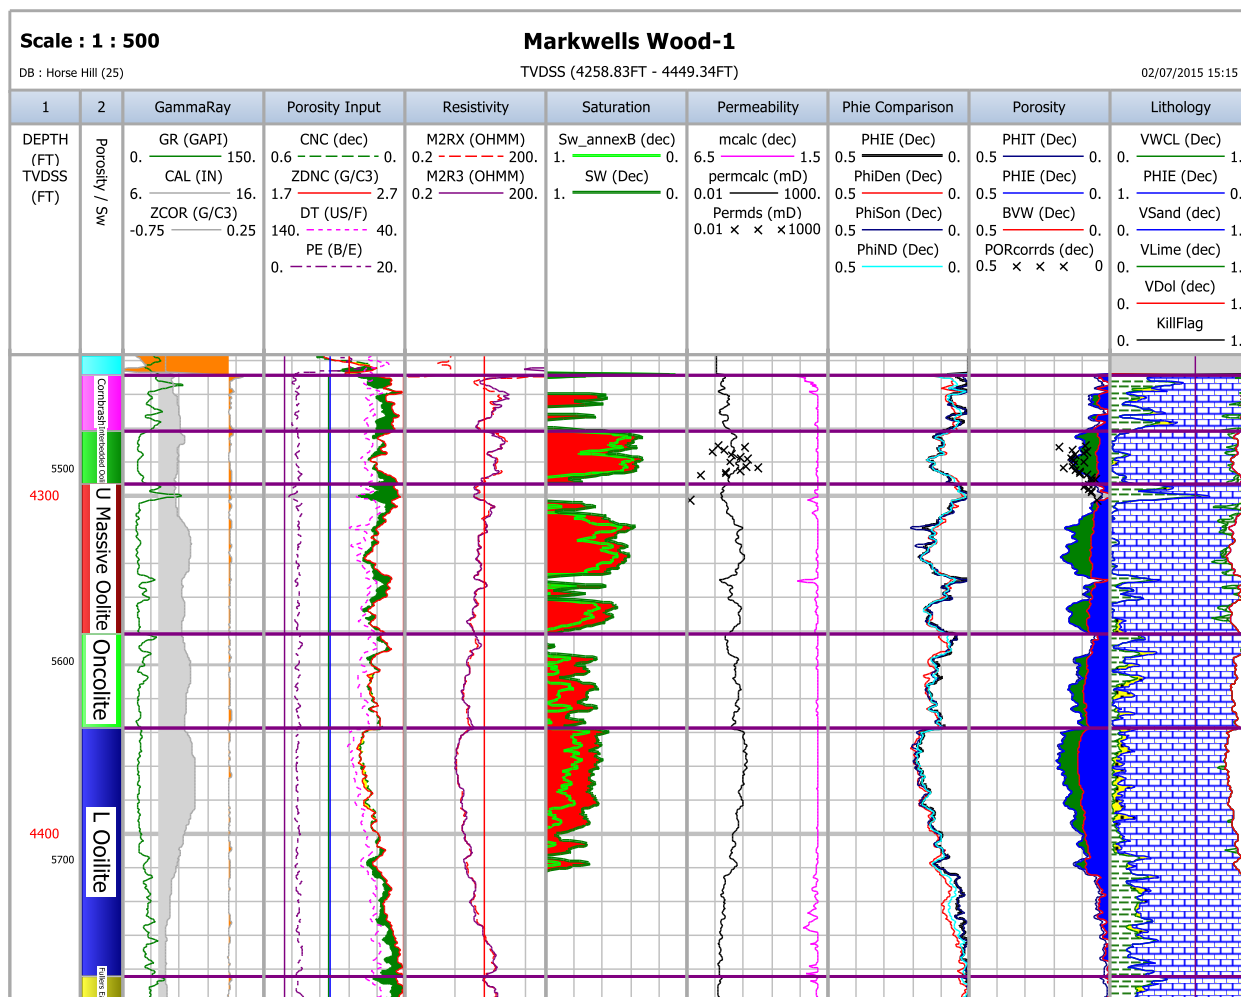 Scale : 1 : 500
Markwells Wood-1
DB : Horse Hill (25)
TVDSS (4258.83FT - 4449.34FT)
02/07/2015 15:15
1 2 GammaRay Porosity Input Resistivity Saturation Permeability Phie Comparison Porosity Lithology
DEPTH
(FT)
TVDSS
(FT)
Porosity / Sw
GR (GAPI)
0. 150.
CAL (IN)
6. 16.
ZCOR (G/C3)
-0.75 0.25
CNC (dec)
0.6 0.
ZDNC (G/C3)
1.7 2.7
DT (US/F)
140. 40.
PE (B/E)
0. 20.
M2RX (OHMM)
0.2 200.
M2R3 (OHMM)
0.2 200.
Sw_annexB (dec)
1. 0.
SW (Dec)
1. 0.
mcalc (dec)
6.5 1.5
permcalc (mD)
0.01 1000.
Permds (mD)
0.01 1000
PHIE (Dec)
0.5 0.
PhiDen (Dec)
0.5 0.
PhiSon (Dec)
0.5 0.
PhiND (Dec)
0.5 0.
PHIT (Dec)
0.5 0.
PHIE (Dec)
0.5 0.
BVW (Dec)
0.5 0.
PORcorrds (dec)
0.5 0
VWCL (Dec)
0. 1.
PHIE (Dec)
1. 0.
VSand (dec)
0. 1.
VLime (dec)
0. 1.
VDol (dec)
0. 1.
KillFlag
0. 1.
Cornbrash
Interbedded Ooli
5500
4300
U Massive Oolite
5600
Oncolite
4400
5700
L Ooilite
Fullers Ea